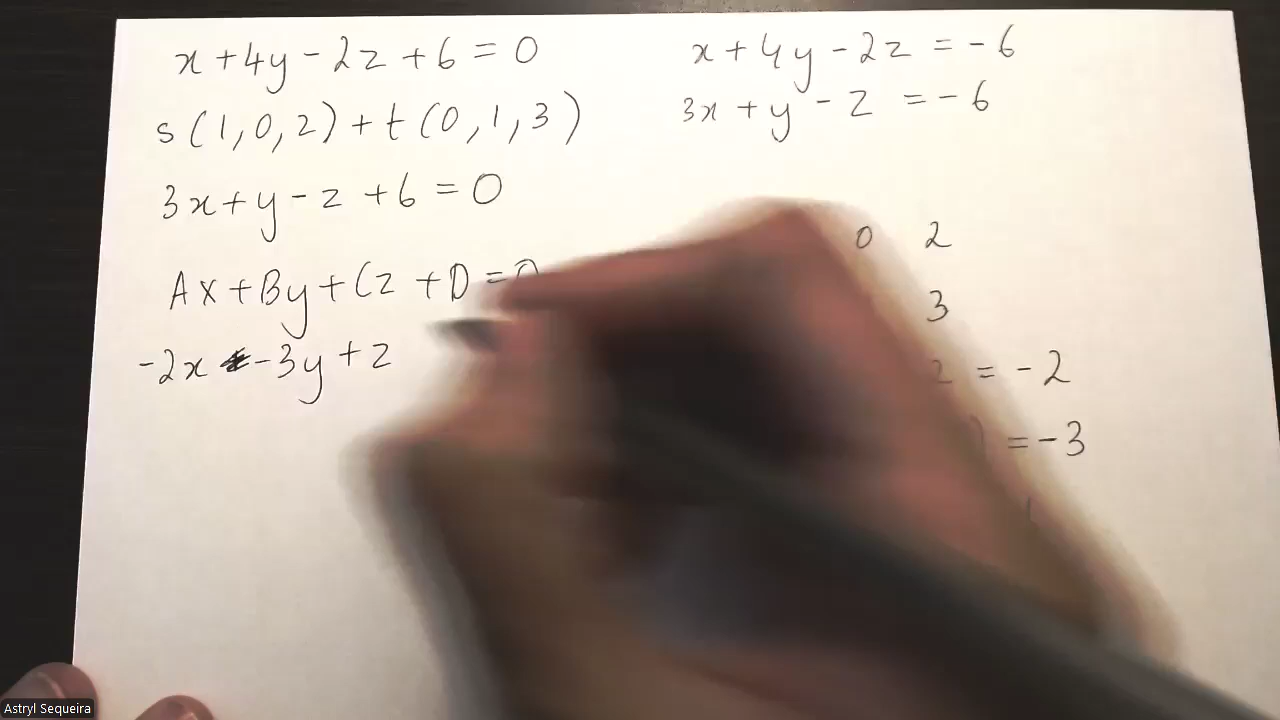 x + 4y - 2z + 6 = 0
s(1, 0, 2) + t(0, 1, 3)
3x + y - z + 6 = 0
Ax + By + Cz + D = 0
-2x - 3y + z
x + 4y - 2z = -6
3x + y - z = -6
0 2
3
2 = -2
) = -3
Astryl Sequeira